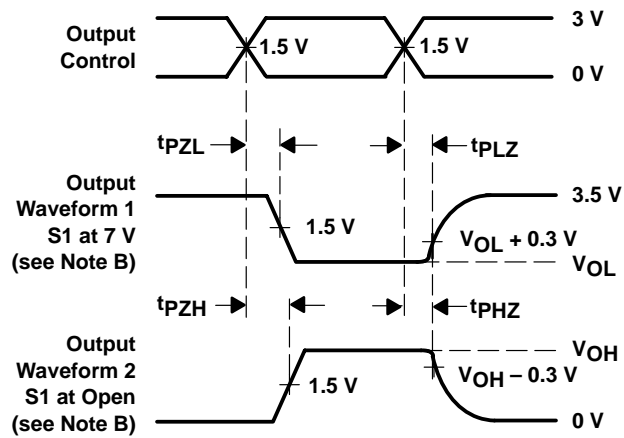 Output
Control
1.5 V
1.5 V
3 V
0 V
tPZL
tPLZ
Output
Waveform 1
S1 at 7 V
(see Note B)
1.5 V
3.5 V
VOL + 0.3 V
VOL
tPZH
tPHZ
Output
Waveform 2
S1 at Open
(see Note B)
1.5 V
VOH
VOH – 0.3 V
0 V